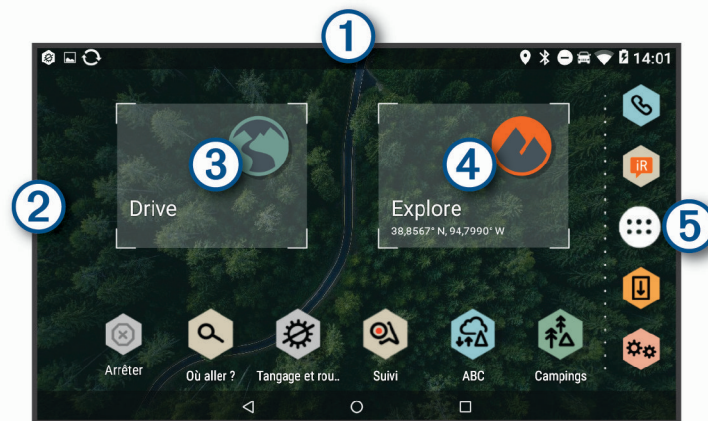 1
14:01
2
3
4
5
Drive
Explore
38,8567° N, 94,7990° W
iR
Arrêter
Où aller ?
Tangage et rou..
Suivi
ABC
Campings